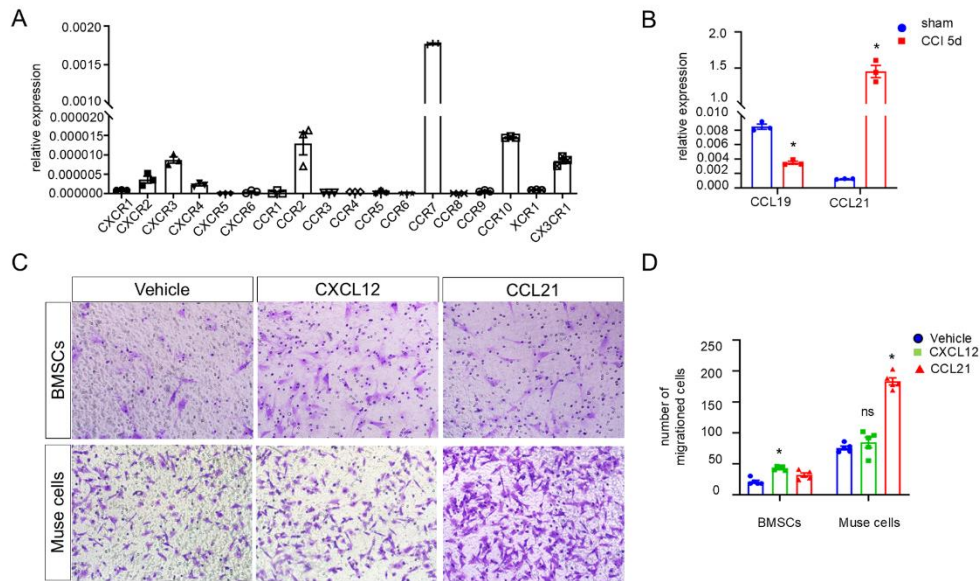 A
relative expression
0.0020
0.0010
0.000015
0.000010
0.000005
0.000000
CXCR1
CXCR2
CXCR3
CXCR4
CXCR5
CXCR6
CCR1
CCR2
CCR3
CCR4
CCR5
CCR6
CCR7
CCR8
CCR9
CCR10
XCR1
CX3CR1
B
sham
CCI 5d
relative expression
2.0
1.5
1.0
0.010
0.008
0.006
0.004
0.002
0.000
*
*
CCL19
CCL21
C
Vehicle
CXCL12
CCL21
BMSCs
Muse cells
D
Vehicle
CXCL12
CCL21
number of
migrationed cells
250
200
150
100
50
0
*
ns
*
BMSCs
Muse cells